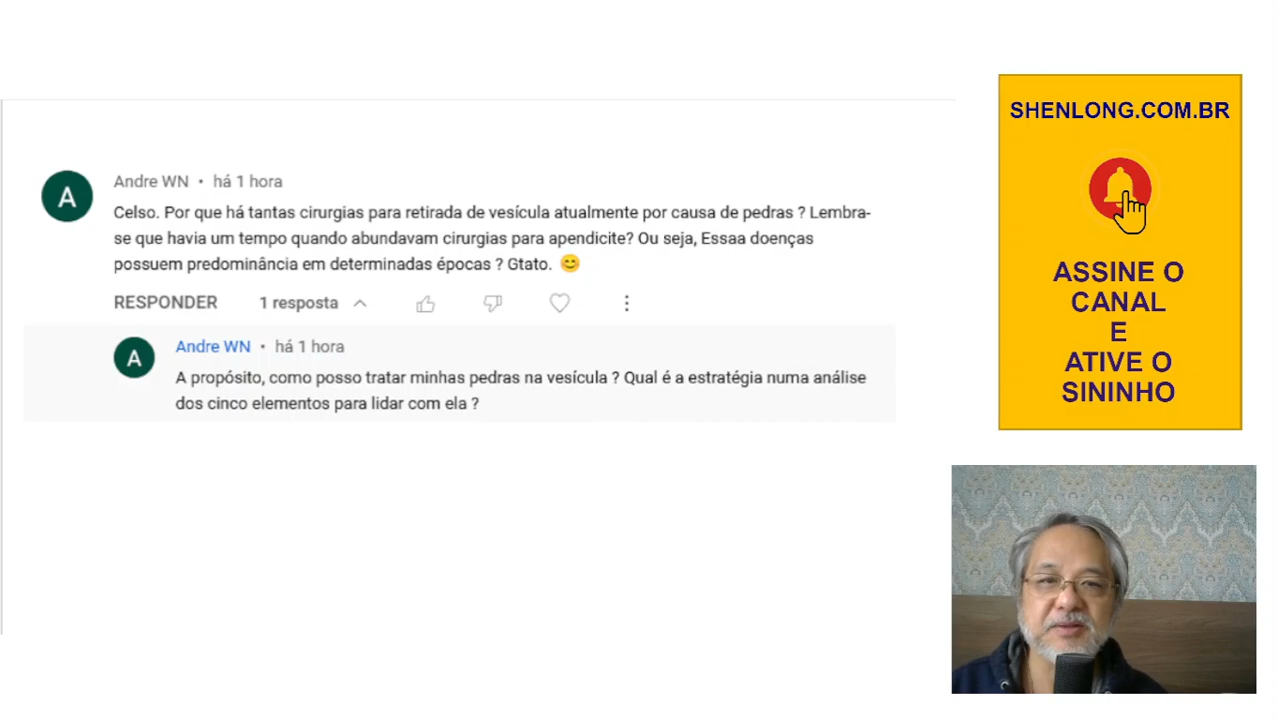 Andre WN • há 1 hora
Celso. Por que há tantas cirurgias para retirada de vesícula atualmente por causa de pedras ? Lembra-
se que havia um tempo quando abundavam cirurgias para apendicite? Ou seja, Essaa doenças
possuem predominância em determinadas épocas ? Gtato. 😊
RESPONDER 1 resposta
Andre WN • há 1 hora
A propósito, como posso tratar minhas pedras na vesícula ? Qual é a estratégia numa análise
dos cinco elementos para lidar com ela ?
A
A
SHENLONG.COM.BR
ASSINE O
CANAL
E
ATIVE O
SININHO